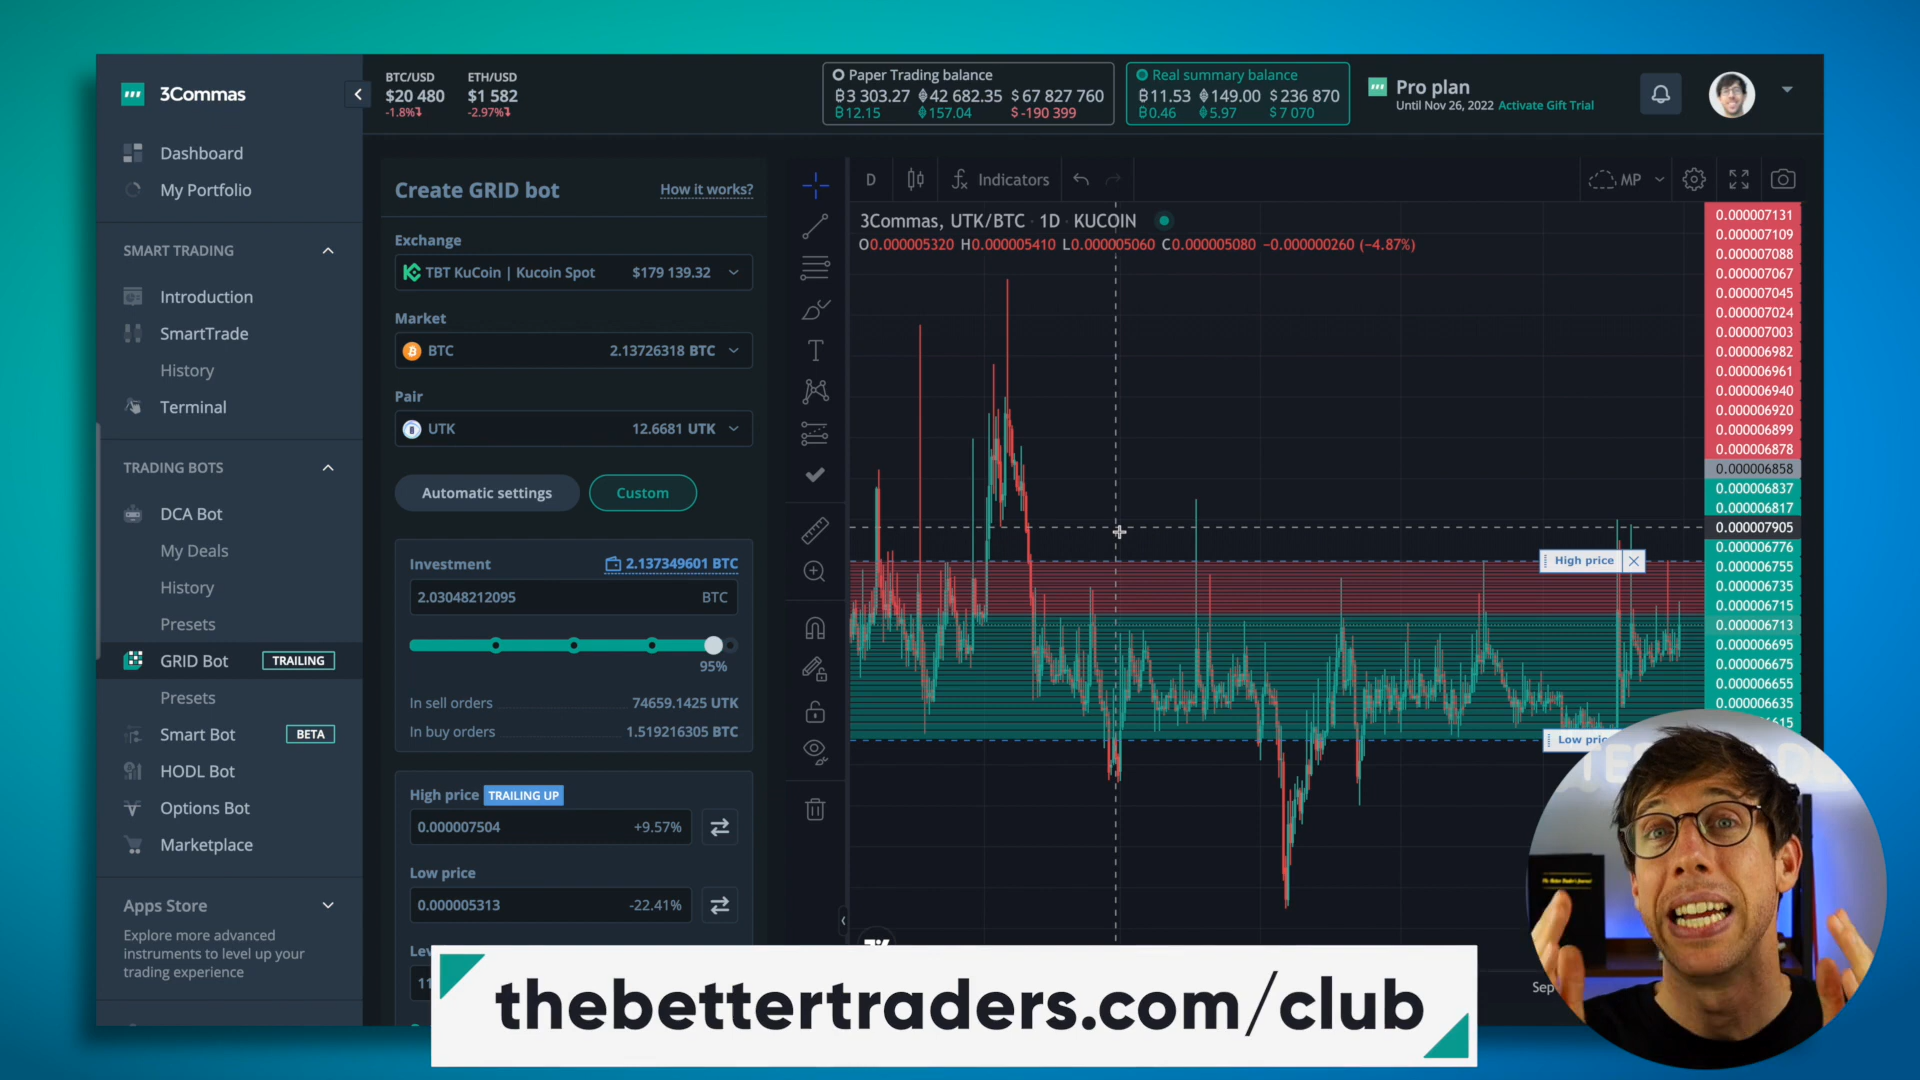 3Commas
BTC/USD
$20 480
-1.8%
ETH/USD
$1 582
-2.97%
Paper Trading balance
3 303.27 42 682.35 $ 67 827 760
12.15 157.04 $ -190 399
Real summary balance
11.53 149.00 $ 236 870
0.46 5.97 $ 7 070
Pro plan
Until Nov 26, 2022 Activate Gift Trial
Dashboard
My Portfolio
SMART TRADING
Introduction
SmartTrade
History
Terminal
TRADING BOTS
DCA Bot
My Deals
History
Presets
GRID Bot TRAILING
Presets
Smart Bot BETA
HODL Bot
Options Bot
Marketplace
Apps Store
Explore more advanced
instruments to level up your
trading experience
Create GRID bot How it works?
Exchange
TBT KuCoin | Kucoin Spot $179 139.32
Market
BTC 2.13726318 BTC
Pair
UTK 12.6681 UTK
Automatic settings Custom
Investment 2.137349601 BTC
2.03048212095 BTC
95%
In sell orders 74659.1425 UTK
In buy orders 1.519216305 BTC
High price TRAILING UP
0.000007504 +9.57%
Low price
0.000005313 -22.41%
Lev
11
D Indicators MP
3Commas, UTK/BTC · 1D · KUCOIN
O0.000005320 H0.000005410 L0.000005060 C0.000005080 −0.000000260 (−4.87%)
0.000007131
0.000007109
0.000007088
0.000007067
0.000007045
0.000007024
0.000007003
0.000006982
0.000006961
0.000006940
0.000006920
0.000006899
0.000006878
0.000006858
0.000006837
0.000006817
0.000007905
0.000006776
0.000006755
0.000006735
0.000006715
0.000006713
0.000006695
0.000006675
0.000006655
0.000006635
6615
High price
Low price
Sep
The Better Trader's Journal
thebettertraders.com/club